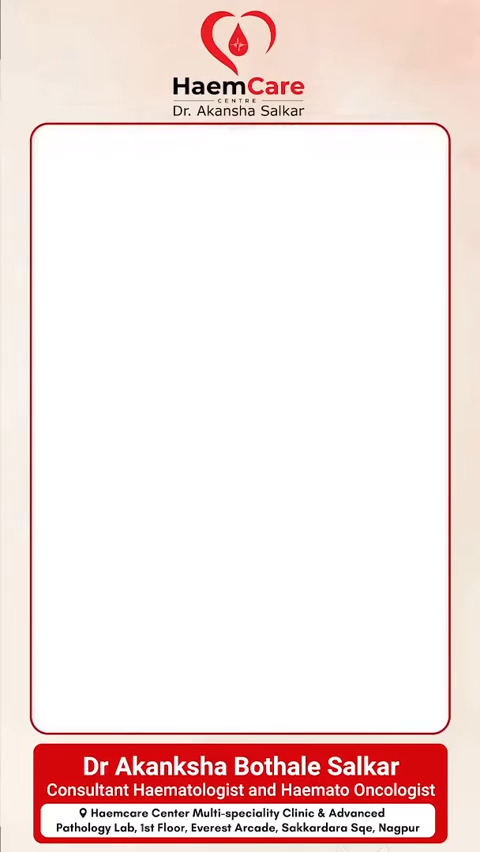 HaemCare
CENTRE
Dr. Akansha Salkar
Dr Akanksha Bothale Salkar
Consultant Haematologist and Haemato Oncologist
Haemcare Center Multi-speciality Clinic & Advanced
Pathology Lab, 1st Floor, Everest Arcade, Sakkardara Sqe, Nagpur